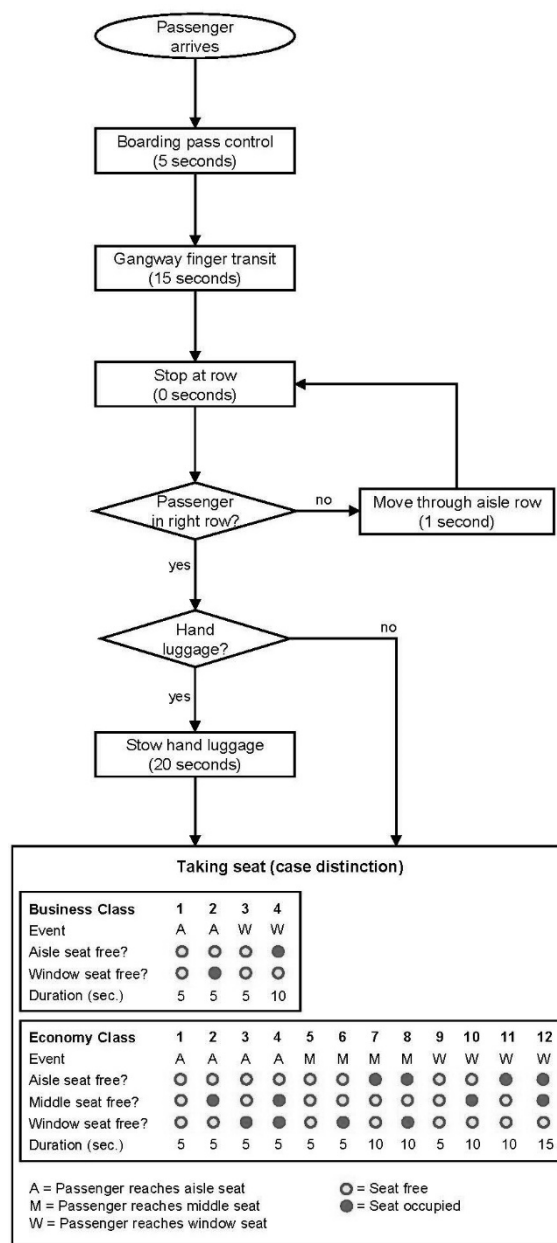 Passenger
arrives
Boarding pass control
(5 seconds)
Gangway finger transit
(15 seconds)
Stop at row
(0 seconds)
Passenger
in right row?
no
Move through aisle row
(1 second)
yes
Hand
luggage?
no
yes
Stow hand luggage
(20 seconds)
Taking seat (case distinction)
Business Class 1 2 3 4
Event A A W W
Aisle seat free?
Window seat free?
Duration (sec.) 5 5 5 10
Economy Class 1 2 3 4 5 6 7 8 9 10 11 12
Event A A A A M M M M W W W W
Aisle seat free?
Middle seat free?
Window seat free?
Duration (sec.) 5 5 5 5 5 5 10 10 5 10 10 15
A = Passenger reaches aisle seat
M = Passenger reaches middle seat
W = Passenger reaches window seat
= Seat free
= Seat occupied